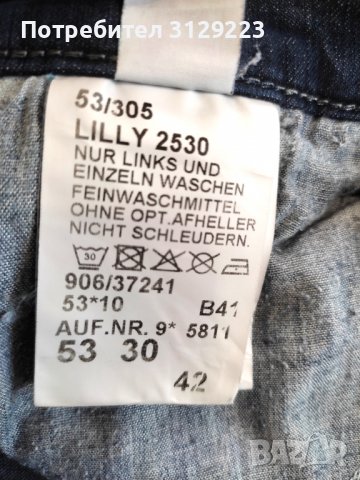 Потребител 3129223
53/305
LILLY 2530
NUR LINKS UND
EINZELN WASCHEN
FEINWASCHMITTEL
OHNE OPT.AFHELLER
NICHT SCHLEUDERN.
30
906/37241
53*10 B41
AUF.NR. 9* 5811
53 30
42
BAZAR